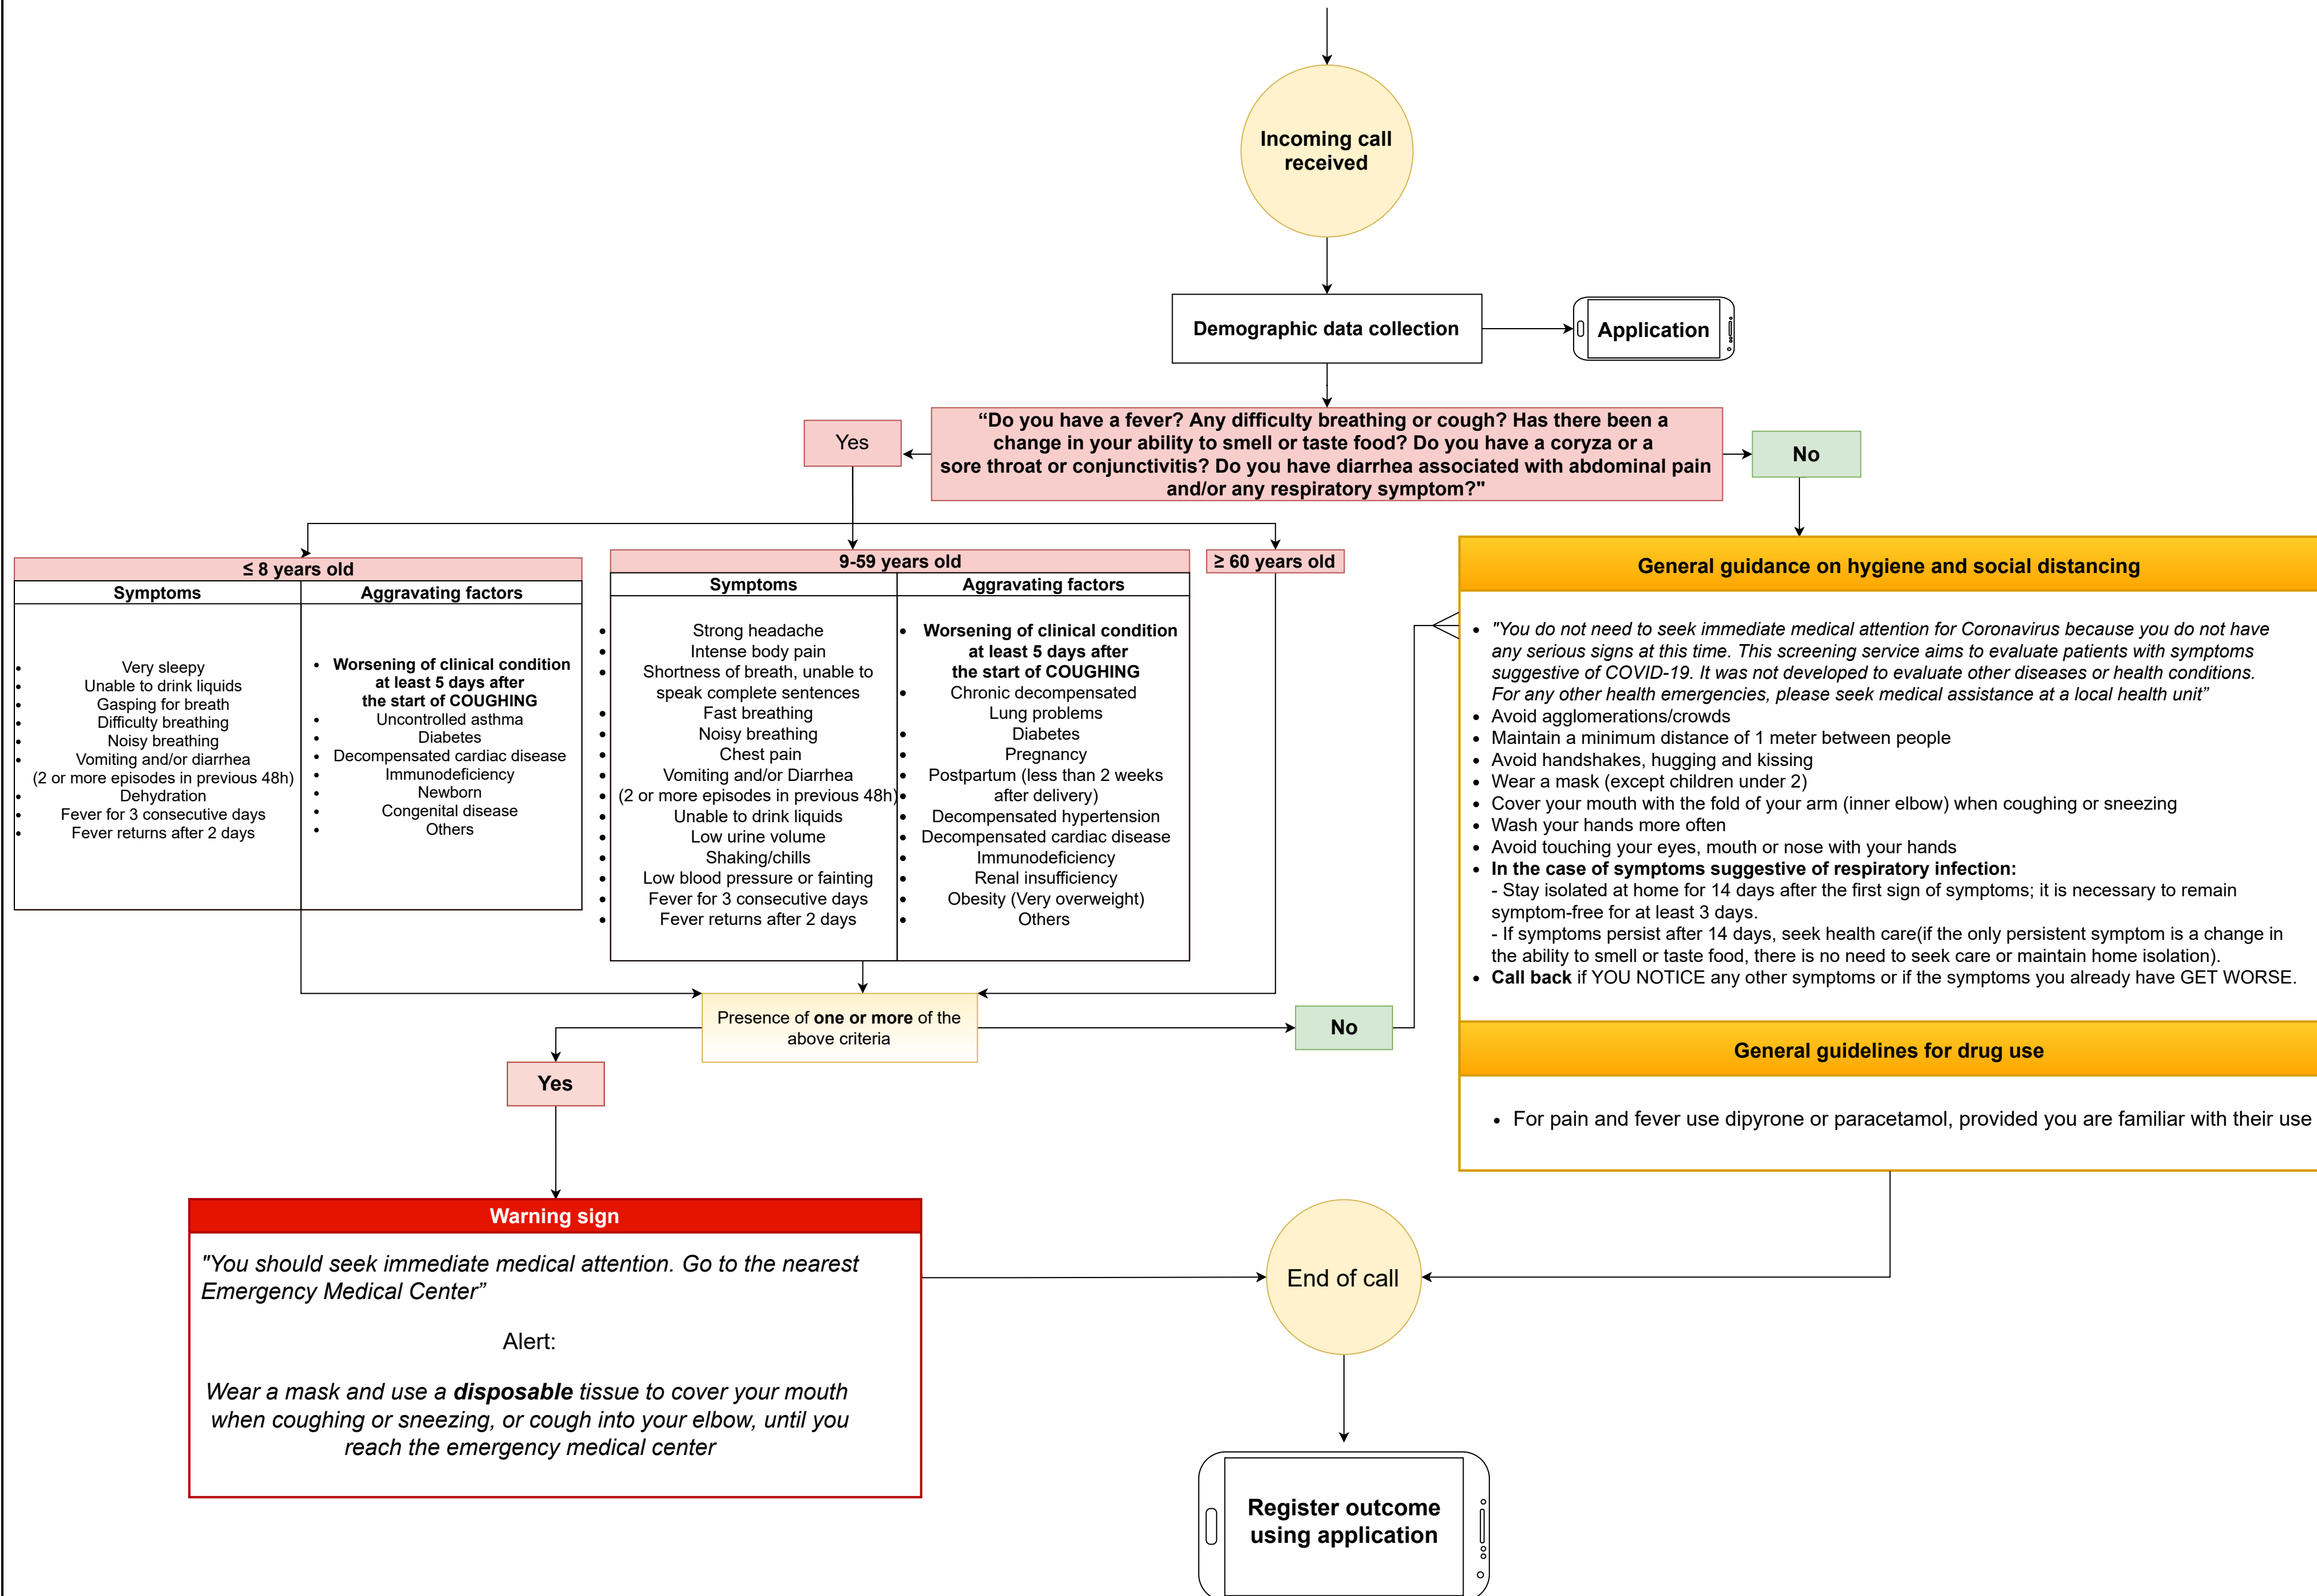 Incoming call
received
Demographic data collection
Application
“Do you have a fever? Any difficulty breathing or cough? Has there been a
change in your ability to smell or taste food? Do you have a coryza or a
sore throat or conjunctivitis? Do you have diarrhea associated with abdominal pain
and/or any respiratory symptom?"
Yes
No
≤ 8 years old
Symptoms
Aggravating factors
• Very sleepy
• Unable to drink liquids
• Gasping for breath
• Difficulty breathing
• Noisy breathing
• Vomiting and/or diarrhea
(2 or more episodes in previous 48h)
• Dehydration
• Fever for 3 consecutive days
• Fever returns after 2 days
• Worsening of clinical condition
at least 5 days after
the start of COUGHING
• Uncontrolled asthma
• Diabetes
• Decompensated cardiac disease
• Immunodeficiency
• Newborn
• Congenital disease
• Others
9-59 years old
Symptoms
Aggravating factors
• Strong headache
• Intense body pain
• Shortness of breath, unable to
speak complete sentences
• Fast breathing
• Noisy breathing
• Chest pain
• Vomiting and/or Diarrhea
• (2 or more episodes in previous 48h)
• Unable to drink liquids
• Low urine volume
• Shaking/chills
• Low blood pressure or fainting
• Fever for 3 consecutive days
• Fever returns after 2 days
• Worsening of clinical condition
at least 5 days after
the start of COUGHING
• Chronic decompensated
Lung problems
• Diabetes
• Pregnancy
• Postpartum (less than 2 weeks
• after delivery)
• Decompensated hypertension
• Decompensated cardiac disease
• Immunodeficiency
• Renal insufficiency
• Obesity (Very overweight)
• Others
≥ 60 years old
General guidance on hygiene and social distancing
• "You do not need to seek immediate medical attention for Coronavirus because you do not have
any serious signs at this time. This screening service aims to evaluate patients with symptoms
suggestive of COVID-19. It was not developed to evaluate other diseases or health conditions.
For any other health emergencies, please seek medical assistance at a local health unit”
• Avoid agglomerations/crowds
• Maintain a minimum distance of 1 meter between people
• Avoid handshakes, hugging and kissing
• Wear a mask (except children under 2)
• Cover your mouth with the fold of your arm (inner elbow) when coughing or sneezing
• Wash your hands more often
• Avoid touching your eyes, mouth or nose with your hands
• In the case of symptoms suggestive of respiratory infection:
- Stay isolated at home for 14 days after the first sign of symptoms; it is necessary to remain
symptom-free for at least 3 days.
- If symptoms persist after 14 days, seek health care(if the only persistent symptom is a change in
the ability to smell or taste food, there is no need to seek care or maintain home isolation).
• Call back if YOU NOTICE any other symptoms or if the symptoms you already have GET WORSE.
General guidelines for drug use
• For pain and fever use dipyrone or paracetamol, provided you are familiar with their use
Presence of one or more of the
above criteria
No
Yes
Warning sign
"You should seek immediate medical attention. Go to the nearest
Emergency Medical Center”
Alert:
Wear a mask and use a disposable tissue to cover your mouth
when coughing or sneezing, or cough into your elbow, until you
reach the emergency medical center
End of call
Register outcome
using application